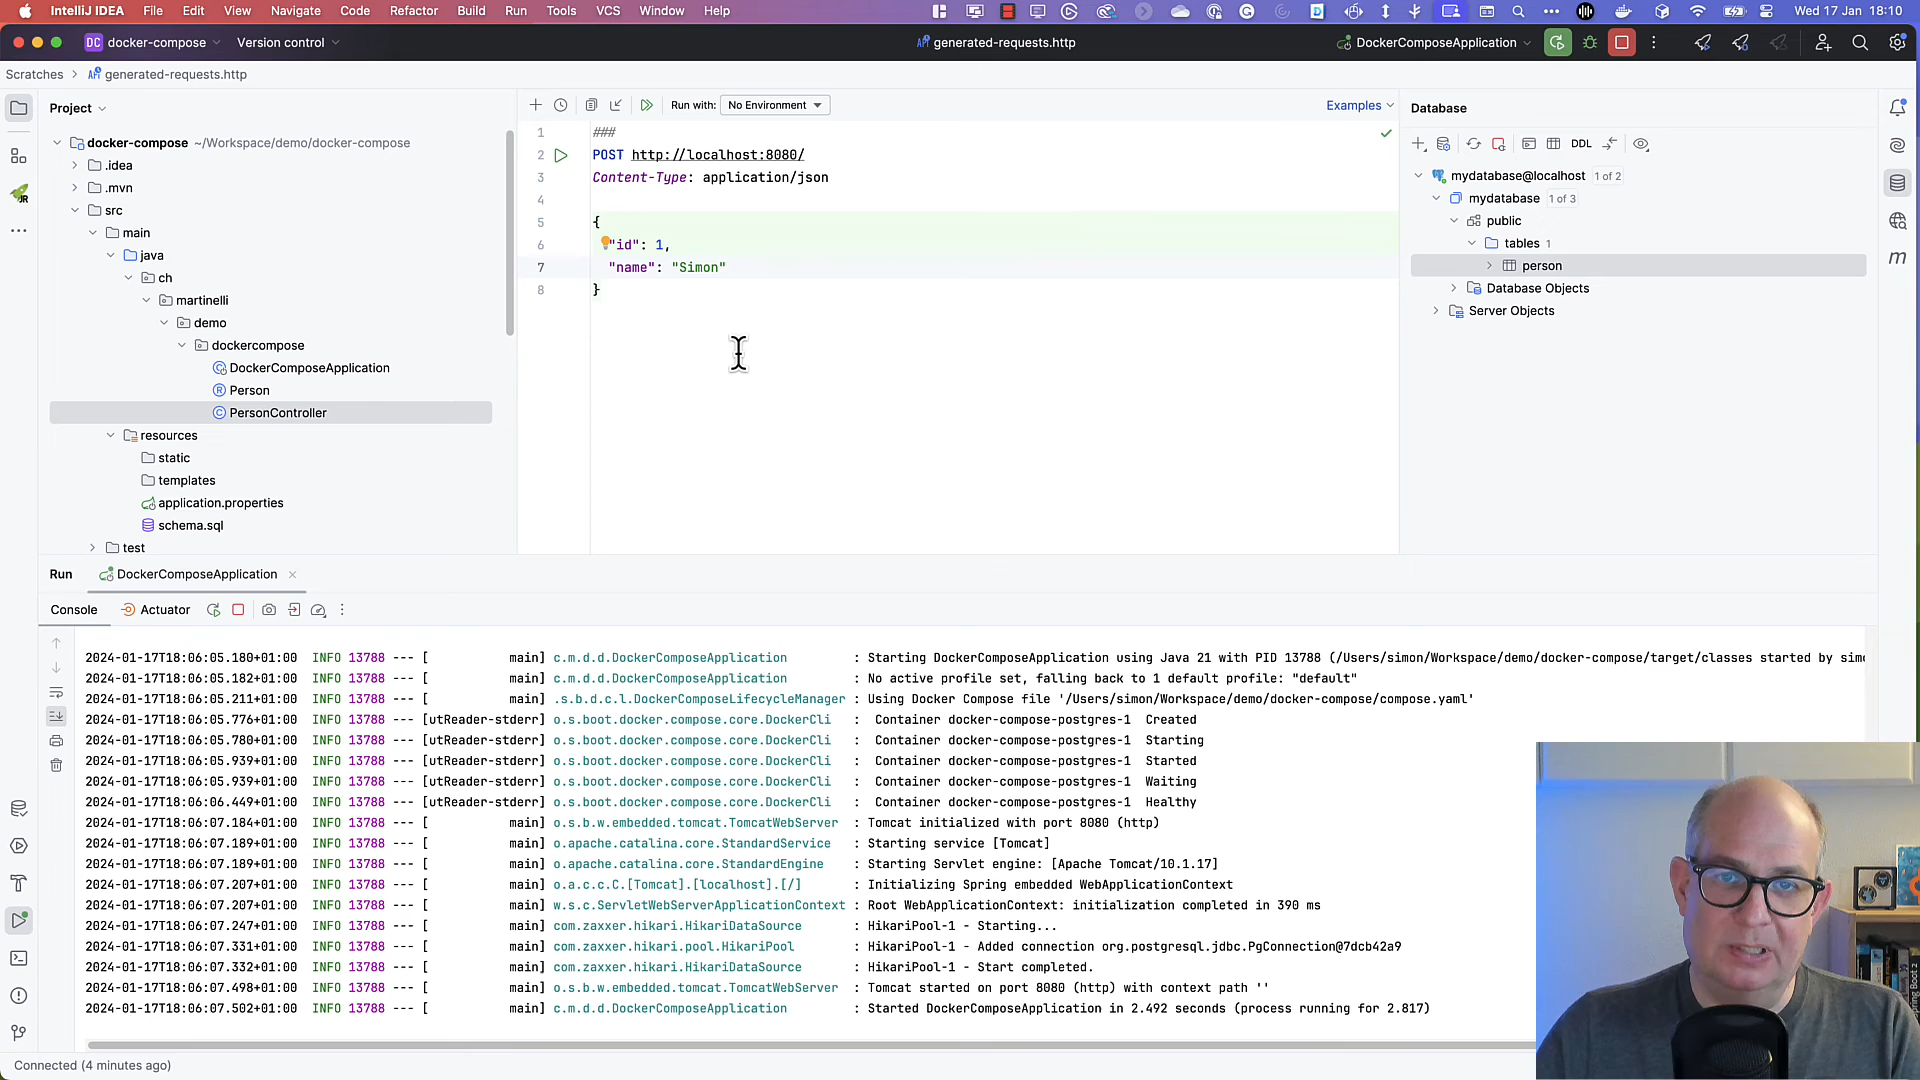 IntelliJ IDEA File Edit View Navigate Code Refactor Build Run Tools VCS Window Help Wed 17 Jan 18:10
DC docker-compose Version control generated-requests.http DockerComposeApplication
Scratches generated-requests.http
Project
docker-compose ~/Workspace/demo/docker-compose
.idea
.mvn
src
main
java
ch
martinelli
demo
dockercompose
DockerComposeApplication
Person
PersonController
resources
static
templates
application.properties
schema.sql
test
Run with: No Environment Examples
1 ###
2 POST http://localhost:8080/
3 Content-Type: application/json
4
5 {
6 "id": 1,
7 "name": "Simon"
8 }
Database
DDL
mydatabase@localhost 1 of 2
mydatabase 1 of 3
public
tables 1
person
Database Objects
Server Objects
Run DockerComposeApplication
Console Actuator
2024-01-17T18:06:05.180+01:00 INFO 13788 --- [ main] c.m.d.d.DockerComposeApplication : Starting DockerComposeApplication using Java 21 with PID 13788 (/Users/simon/Workspace/demo/docker-compose/target/classes started by simo
2024-01-17T18:06:05.182+01:00 INFO 13788 --- [ main] c.m.d.d.DockerComposeApplication : No active profile set, falling back to 1 default profile: "default"
2024-01-17T18:06:05.211+01:00 INFO 13788 --- [ main] .s.b.d.c.l.DockerComposeLifecycleManager : Using Docker Compose file '/Users/simon/Workspace/demo/docker-compose/compose.yaml'
2024-01-17T18:06:05.776+01:00 INFO 13788 --- [utReader-stderr] o.s.boot.docker.compose.core.DockerCli : Container docker-compose-postgres-1 Created
2024-01-17T18:06:05.780+01:00 INFO 13788 --- [utReader-stderr] o.s.boot.docker.compose.core.DockerCli : Container docker-compose-postgres-1 Starting
2024-01-17T18:06:05.939+01:00 INFO 13788 --- [utReader-stderr] o.s.boot.docker.compose.core.DockerCli : Container docker-compose-postgres-1 Started
2024-01-17T18:06:05.939+01:00 INFO 13788 --- [utReader-stderr] o.s.boot.docker.compose.core.DockerCli : Container docker-compose-postgres-1 Waiting
2024-01-17T18:06:06.449+01:00 INFO 13788 --- [utReader-stderr] o.s.boot.docker.compose.core.DockerCli : Container docker-compose-postgres-1 Healthy
2024-01-17T18:06:07.184+01:00 INFO 13788 --- [ main] o.s.b.w.embedded.tomcat.TomcatWebServer : Tomcat initialized with port 8080 (http)
2024-01-17T18:06:07.189+01:00 INFO 13788 --- [ main] o.apache.catalina.core.StandardService : Starting service [Tomcat]
2024-01-17T18:06:07.189+01:00 INFO 13788 --- [ main] o.apache.catalina.core.StandardEngine : Starting Servlet engine: [Apache Tomcat/10.1.17]
2024-01-17T18:06:07.207+01:00 INFO 13788 --- [ main] o.a.c.c.C.[Tomcat].[localhost].[/] : Initializing Spring embedded WebApplicationContext
2024-01-17T18:06:07.207+01:00 INFO 13788 --- [ main] w.s.c.ServletWebServerApplicationContext : Root WebApplicationContext: initialization completed in 390 ms
2024-01-17T18:06:07.247+01:00 INFO 13788 --- [ main] com.zaxxer.hikari.HikariDataSource : HikariPool-1 - Starting...
2024-01-17T18:06:07.331+01:00 INFO 13788 --- [ main] com.zaxxer.hikari.pool.HikariPool : HikariPool-1 - Added connection org.postgresql.jdbc.PgConnection@7dcb42a9
2024-01-17T18:06:07.332+01:00 INFO 13788 --- [ main] com.zaxxer.hikari.HikariDataSource : HikariPool-1 - Start completed.
2024-01-17T18:06:07.498+01:00 INFO 13788 --- [ main] o.s.b.w.embedded.tomcat.TomcatWebServer : Tomcat started on port 8080 (http) with context path ''
2024-01-17T18:06:07.502+01:00 INFO 13788 --- [ main] c.m.d.d.DockerComposeApplication : Started DockerComposeApplication in 2.492 seconds (process running for 2.817)
Connected (4 minutes ago)